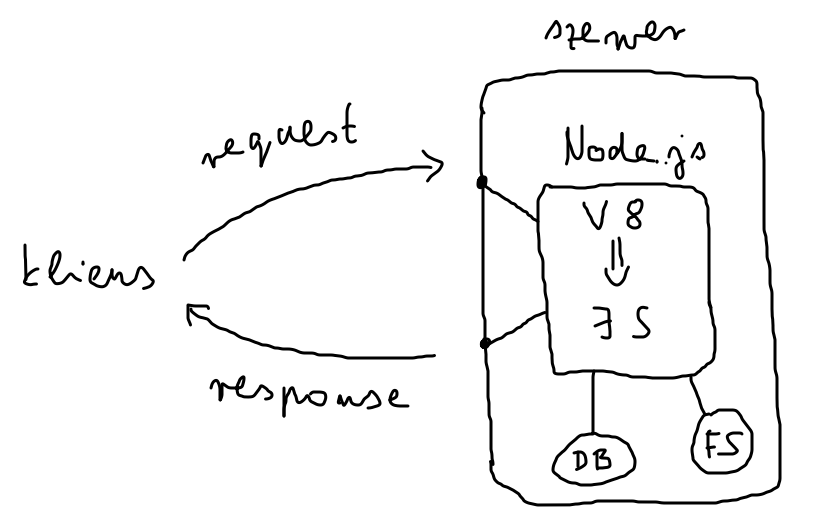 szerver
request
Node.js
V8
kliens
JS
response
DB
FS